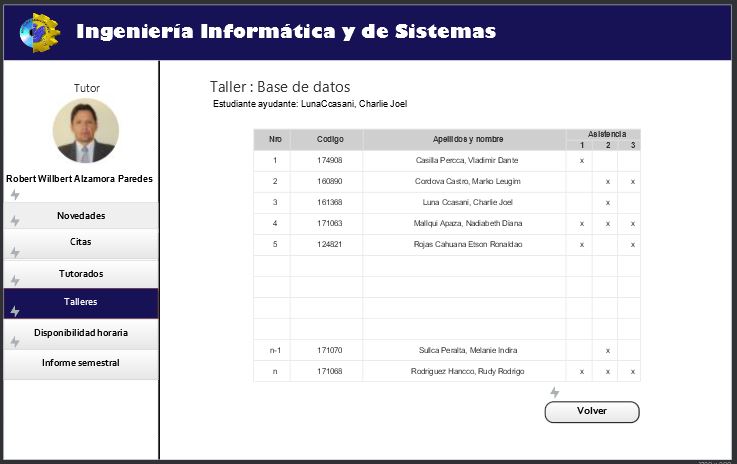 Ingeniería Informática y de Sistemas
Tutor
Robert Willbert Alzamora Paredes
Novedades
Citas
Tutorados
Talleres
Disponibilidad horaria
Informe semestral
Taller : Base de datos
Estudiante ayudante: LunaCcasani, Charlie Joel
Nro Codigo Apellidos y nombre Asistencia
1 2 3
1 174908 Casilla Percca, Vladimir Dante x
2 160890 Cordova Castro, Marko Leugim x x
3 161368 Luna Ccasani, Charlie Joel x
4 171063 Mallqui Apaza, Nadiabeth Diana x x x
5 124821 Rojas Cahuana Etson Ronaldao x x
n-1 171070 Sullca Peralta, Melanie Indira x
n 171068 Rodriguez Hancco, Rudy Rodrigo x x x
Volver